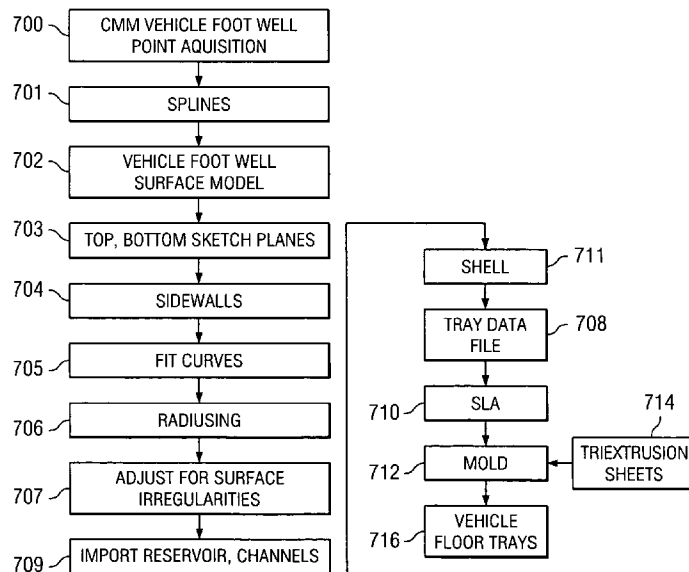 700
CMM VEHICLE FOOT WELL
POINT AQUISITION
701
SPLINES
702
VEHICLE FOOT WELL
SURFACE MODEL
703
TOP, BOTTOM SKETCH PLANES
704
SIDEWALLS
705
FIT CURVES
706
RADIUSING
707
ADJUST FOR SURFACE
IRREGULARITIES
709
IMPORT RESERVOIR, CHANNELS
SHELL
711
TRAY DATA
FILE
708
710
SLA
712
MOLD
714
TRIEXTRUSION
SHEETS
716
VEHICLE
FLOOR TRAYS